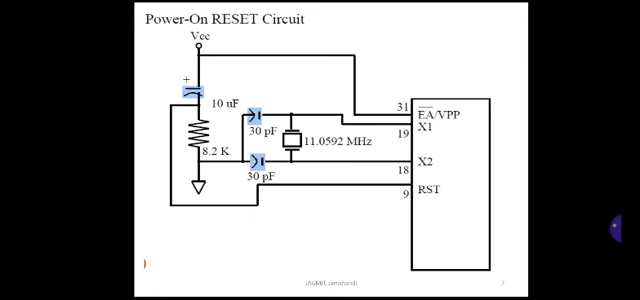 Power-On RESET Circuit
Vcc
+
10 uF
31
EA/VPP
30 pF
19
X1
11.0592 MHz
8.2 K
X2
30 pF
18
RST
9
7